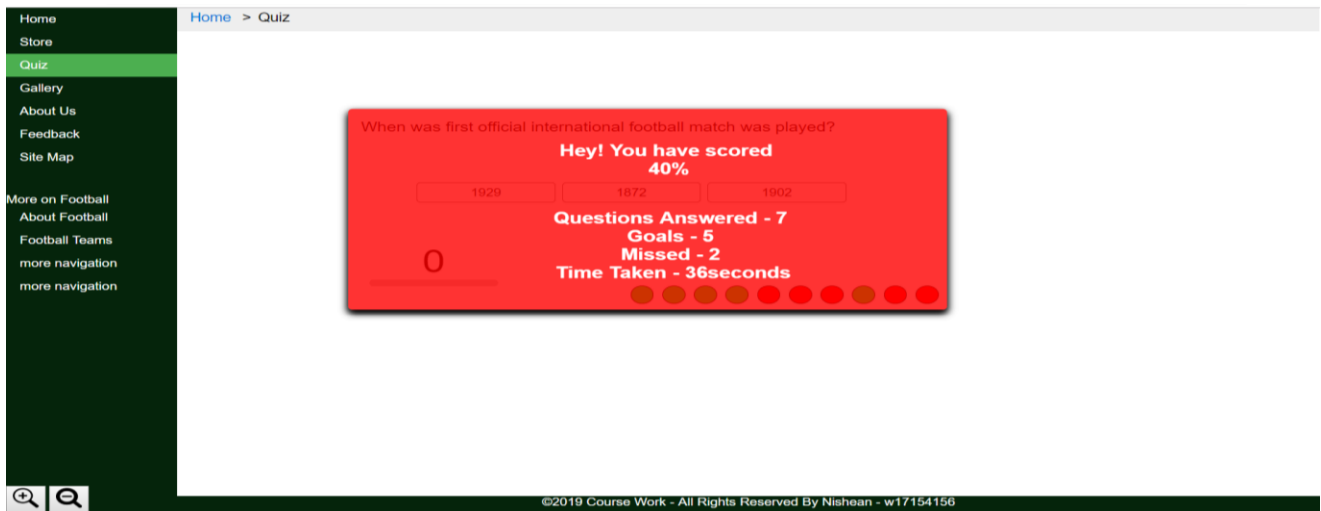 Home
Store
Quiz
Gallery
About Us
Feedback
Site Map
More on Football
About Football
Football Teams
more navigation
more navigation
Home > Quiz
When was first official international football match was played?
Hey! You have scored
40%
1929 1872 1902
Questions Answered - 7
Goals - 5
Missed - 2
Time Taken - 36seconds
0
©2019 Course Work - All Rights Reserved By Nishean - w17154156